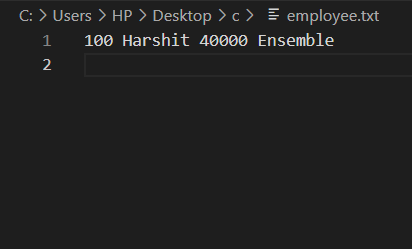 C: > Users > HP > Desktop > c > employee.txt
1 100 Harshit 40000 Ensemble
2